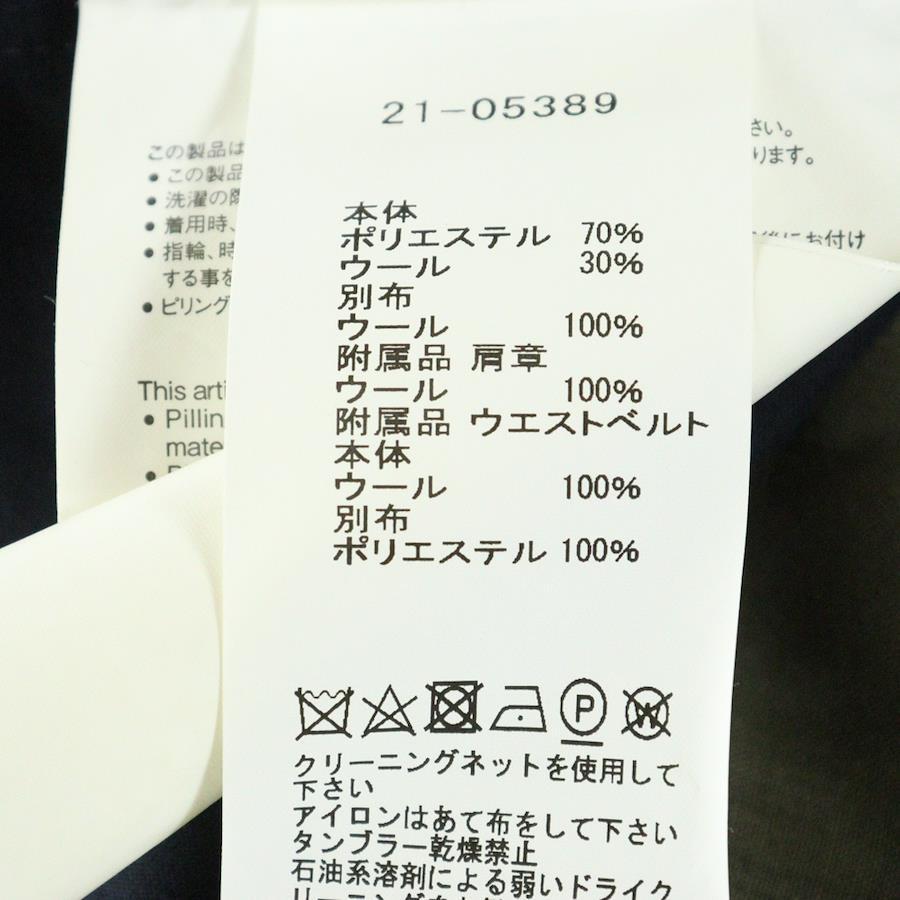 21-05389
本体
ポリエステル 70%
ウール 30%
別布
ウール 100%
附属品 肩章
ウール 100%
附属品 ウエストベルト
本体
ウール 100%
別布
ポリエステル 100%
P
W
クリーニングネットを使用して
下さい
アイロンはあて布をして下さい
タンブラー乾燥禁止
石油系溶剤による弱いドライク
この製品は
• この製品
• 洗濯の際
• 着用時、
• 指輪、時
する事を
• ピリング
This arti
• Pillin
mate
さい。
ります。
後にお付け